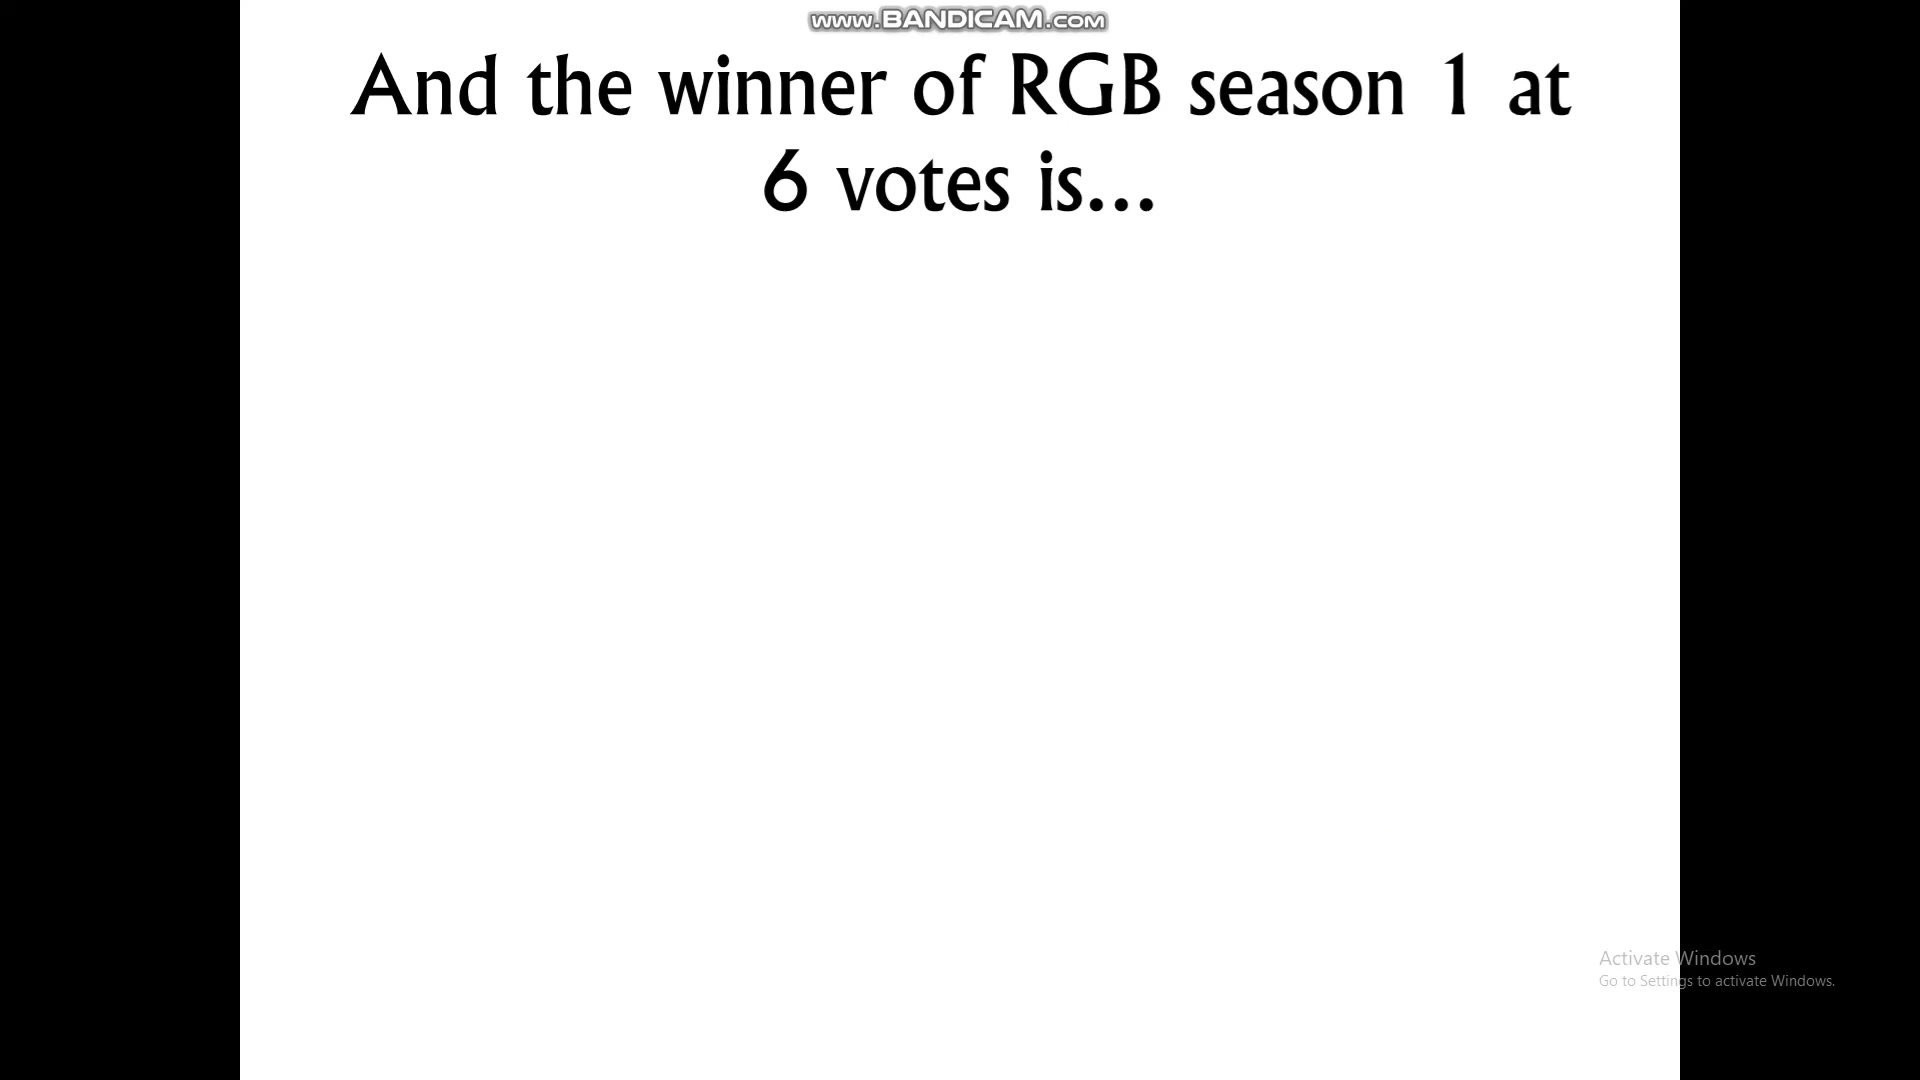 www.BANDICAM.com
And the winner of RGB season 1 at
6 votes is...
Activate Windows
Go to Settings to activate Windows.